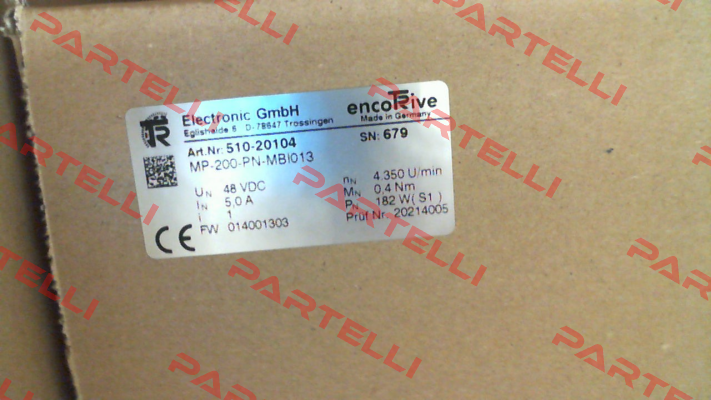 TR Electronic GmbH
Eglishalde 6 D-78647 Trossingen
encoTRive
Made in Germany
Art.Nr: 510-20104
SN: 679
MP-200-PN-MBI013
UN 48 VDC
IN 5,0 A
i 1
FW 014001303
nN 4.350 U/min
MN 0,4 Nm
PN 182 W( S1 )
Prüf Nr. 20214005
CE
PARTELLI
PARTELLI
PARTELLI
PARTELLI
PARTELLI
PARTELLI
PARTELLI
PARTELLI